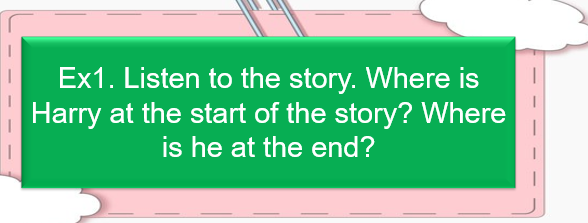 Ex1. Listen to the story. Where is
Harry at the start of the story? Where
is he at the end?